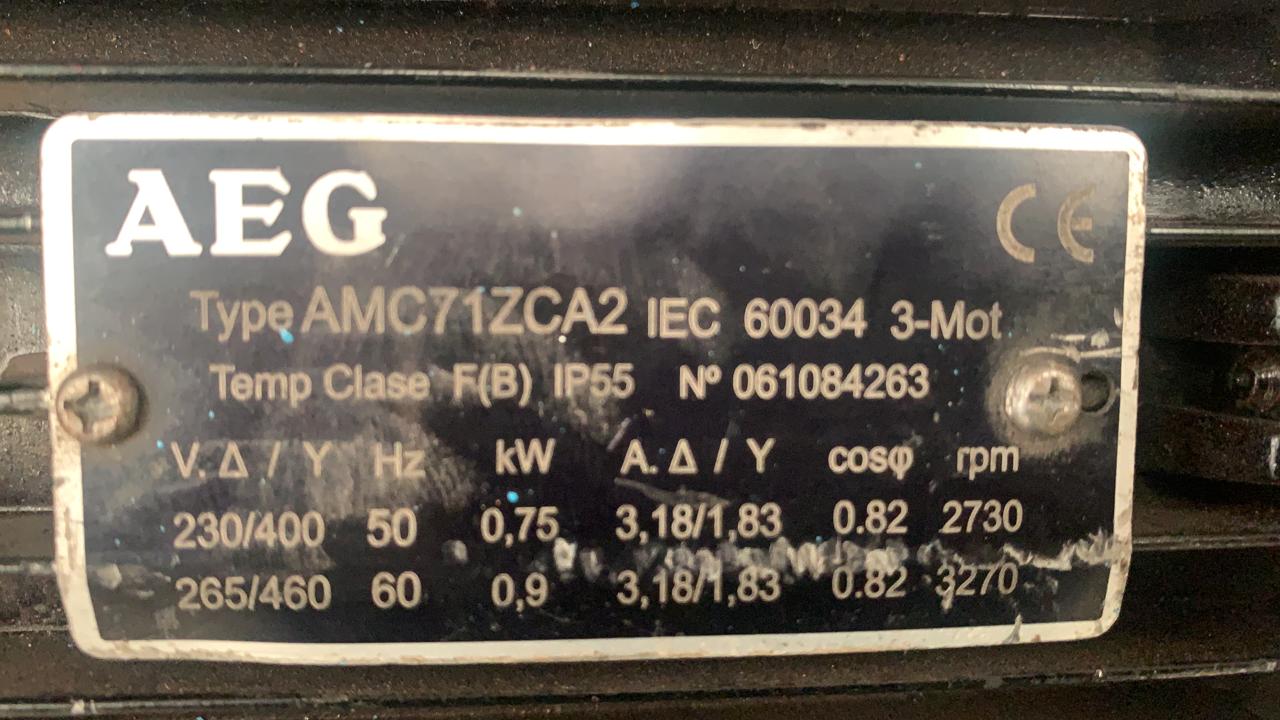 AEG CE
Type AMC71ZCA2 IEC 60034 3-Mot
Temp Clase F(B) IP55 Nº 061084263
V. Δ / Y Hz kW A. Δ / Y cosφ rpm
230/400 50 0,75 3,18/1,83 0.82 2730
265/460 60 0,9 3,18/1,83 0.82 3270